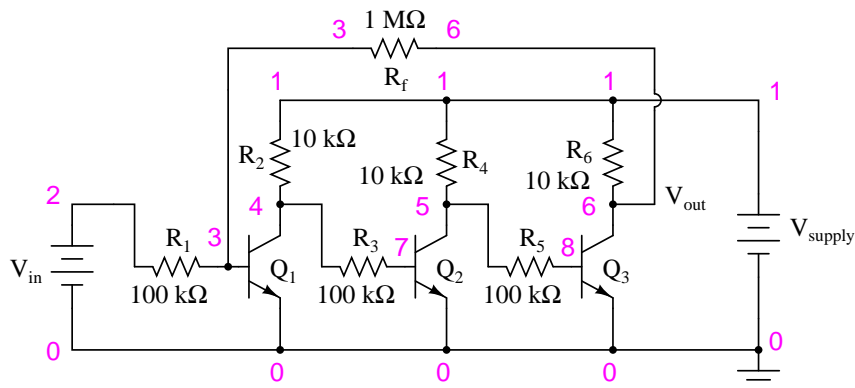 1 MΩ
3 6
R_f
1 1 1 1
R_2 10 kΩ
R_4 10 kΩ
R_6 10 kΩ
2 4 5 6
V_out
3 R_1 100 kΩ
R_3 100 kΩ 7
R_5 100 kΩ 8
V_in Q_1 Q_2 Q_3 V_supply
0 0 0 0 0